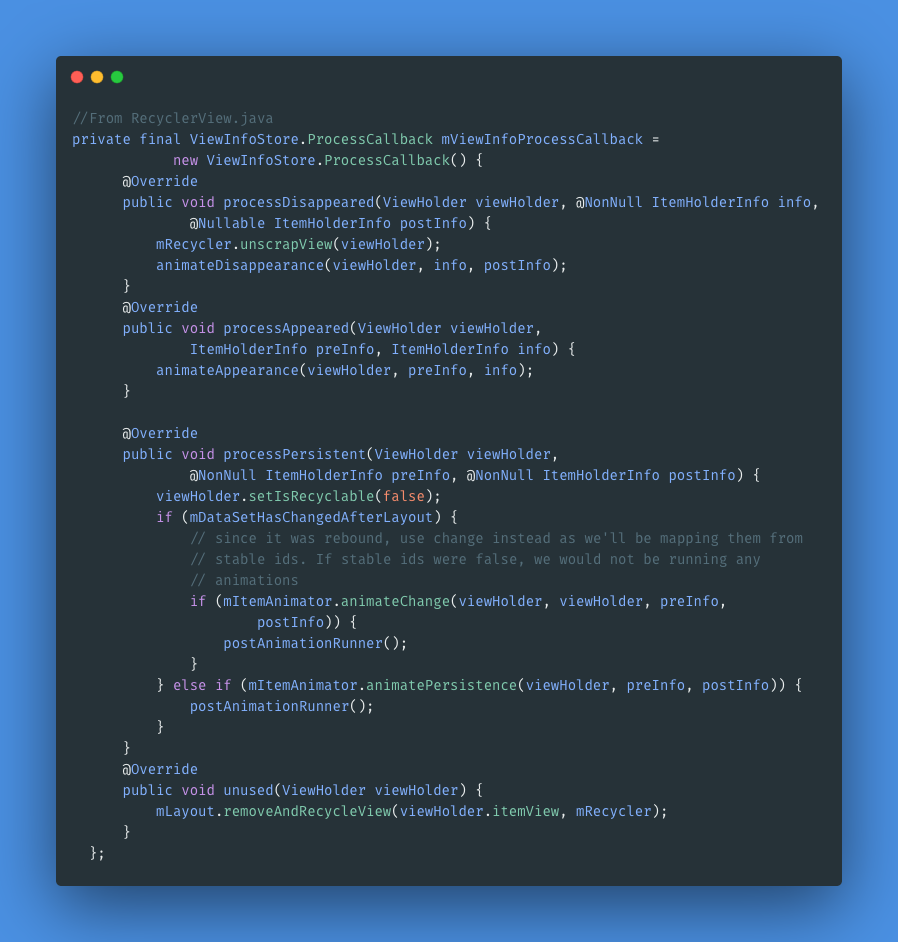 //From RecyclerView.java
private final ViewInfoStore.ProcessCallback mViewInfoProcessCallback =
            new ViewInfoStore.ProcessCallback() {
      @Override
      public void processDisappeared(ViewHolder viewHolder, @NonNull ItemHolderInfo info,
              @Nullable ItemHolderInfo postInfo) {
          mRecycler.unscrapView(viewHolder);
          animateDisappearance(viewHolder, info, postInfo);
      }
      @Override
      public void processAppeared(ViewHolder viewHolder,
              ItemHolderInfo preInfo, ItemHolderInfo info) {
          animateAppearance(viewHolder, preInfo, info);
      }

      @Override
      public void processPersistent(ViewHolder viewHolder,
              @NonNull ItemHolderInfo preInfo, @NonNull ItemHolderInfo postInfo) {
          viewHolder.setIsRecyclable(false);
          if (mDataSetHasChangedAfterLayout) {
              // since it was rebound, use change instead as we'll be mapping them from
              // stable ids. If stable ids were false, we would not be running any
              // animations
              if (mItemAnimator.animateChange(viewHolder, viewHolder, preInfo,
                      postInfo)) {
                  postAnimationRunner();
              }
          } else if (mItemAnimator.animatePersistence(viewHolder, preInfo, postInfo)) {
              postAnimationRunner();
          }
      }
      @Override
      public void unused(ViewHolder viewHolder) {
          mLayout.removeAndRecycleView(viewHolder.itemView, mRecycler);
      }
  };